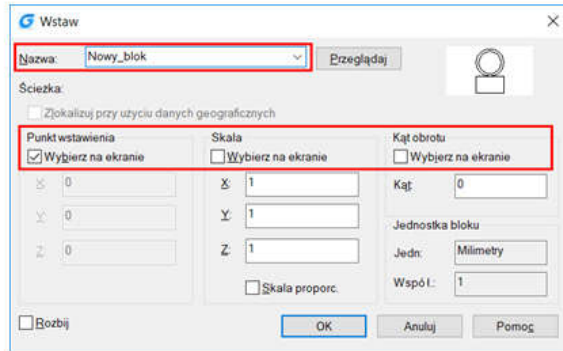 Wstaw
Nazwa: Nowy_blok Przeglądaj
Ścieżka:
Zlokalizuj przy użyciu danych geograficznych
Punkt wstawienia Skala Kąt obrotu
Wybierz na ekranie Wybierz na ekranie Wybierz na ekranie
X: 0 X: 1 Kąt: 0
Y: 0 Y: 1 Jednostka bloku
Z: 0 Z: 1 Jedn: Milimetry
Skala proporc. Współ.: 1
Rozbij OK Anuluj Pomoc